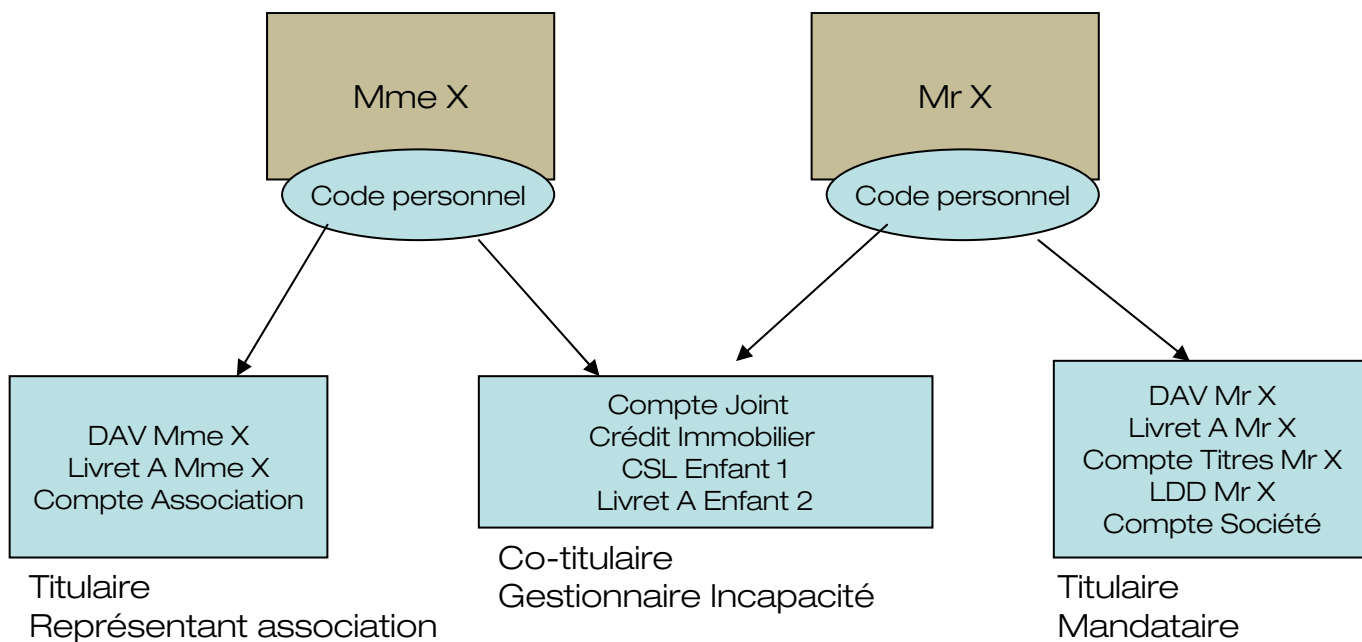 Mme X
Mr X
Code personnel
Code personnel
DAV Mme X
Livret A Mme X
Compte Association
Compte Joint
Crédit Immobilier
CSL Enfant 1
Livret A Enfant 2
DAV Mr X
Livret A Mr X
Compte Titres Mr X
LDD Mr X
Compte Société
Titulaire
Représentant association
Co-titulaire
Gestionnaire Incapacité
Titulaire
Mandataire